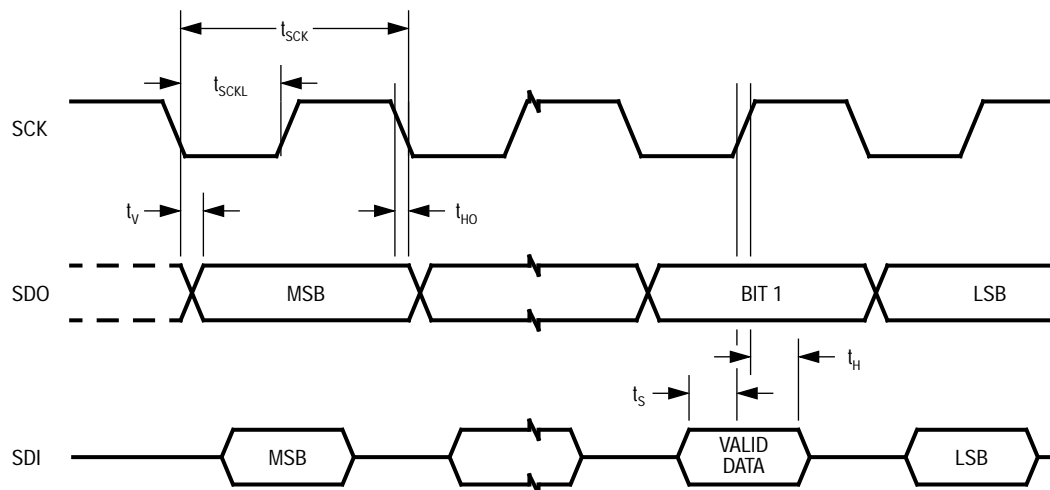 tSCK
tSCKL
SCK
tV
tHO
SDO
MSB
BIT 1
LSB
tH
tS
SDI
MSB
VALID
DATA
LSB